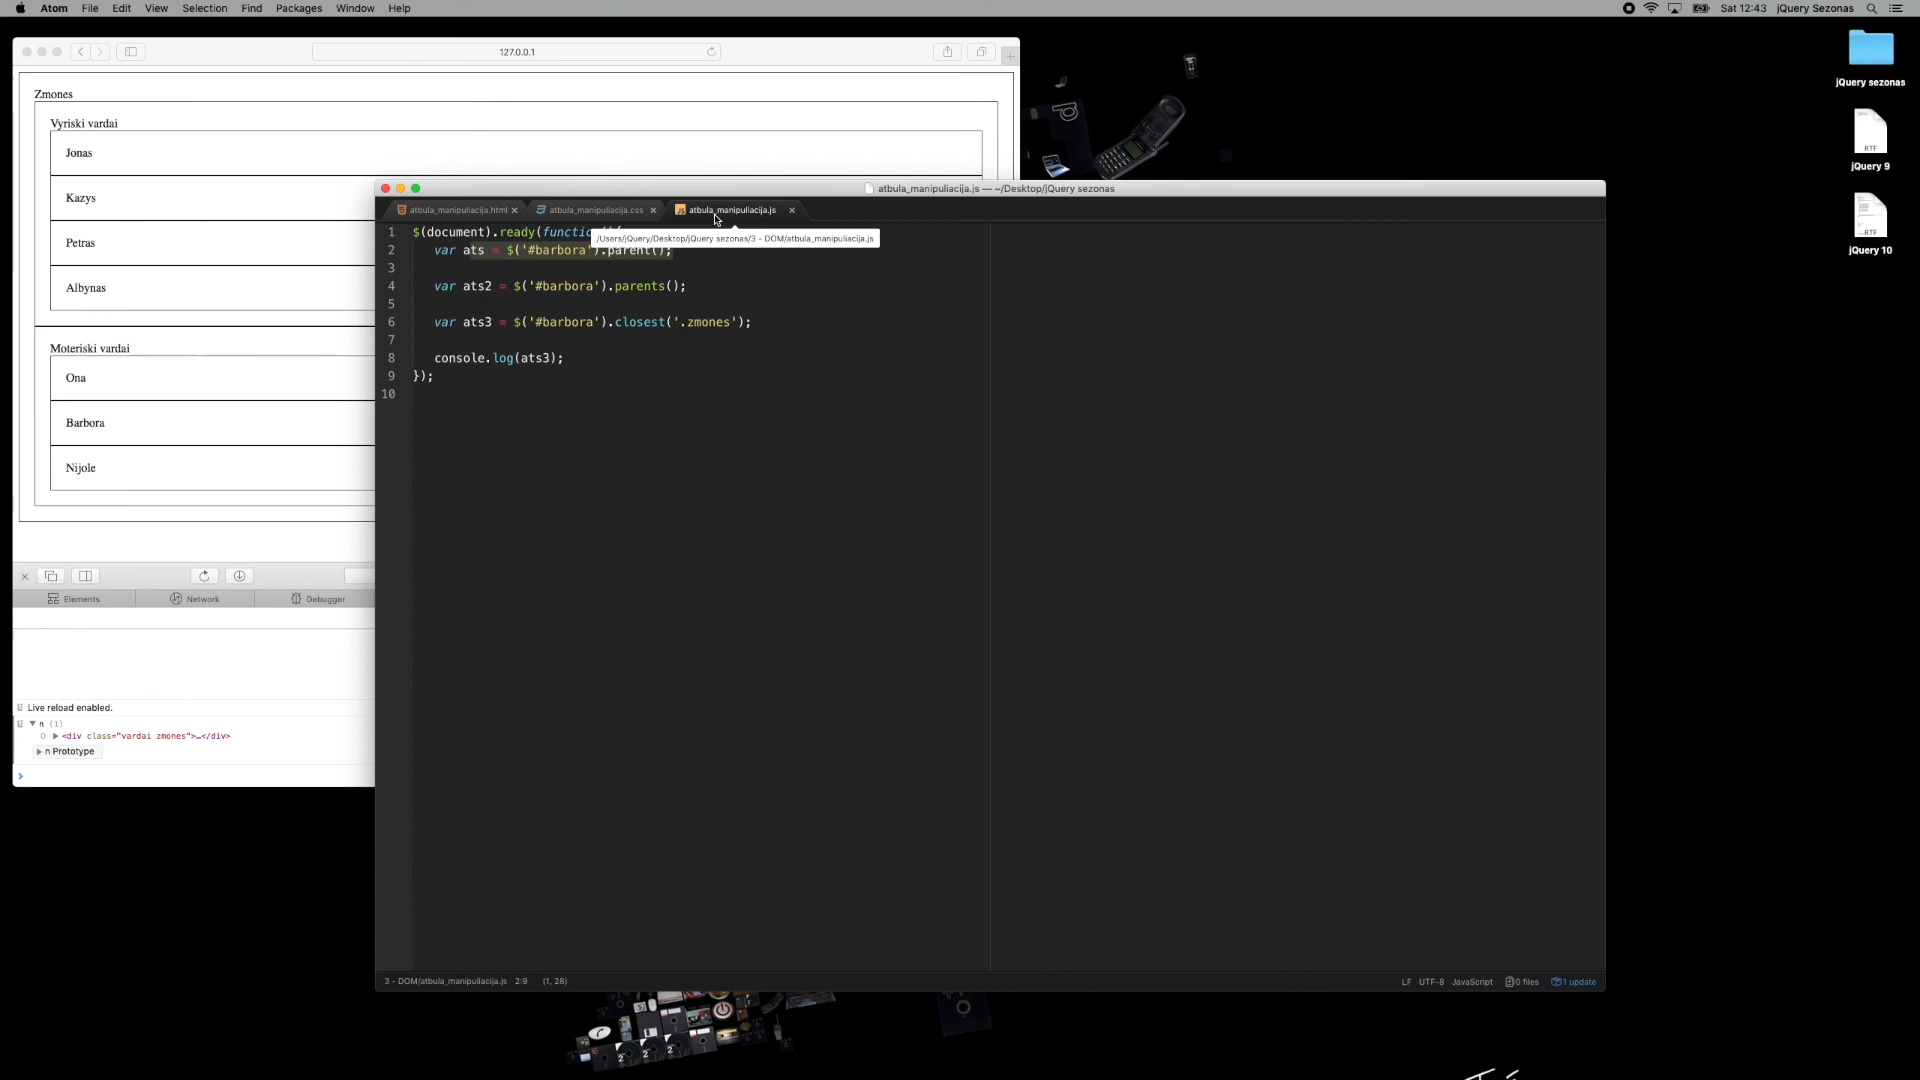 Atom File Edit View Selection Find Packages Window Help
Sat 12:43 jQuery Sezonas
127.0.0.1
Zmones
Vyriski vardai
Jonas
Kazys
Petras
Albynas
Moteriski vardai
Ona
Barbora
Nijole
Elements Network Debugger
Live reload enabled.
n (1)
0 <div class="vardai zmones">…</div>
n Prototype
atbula_manipuliacija.js — ~/Desktop/jQuery sezonas
atbula_manipuliacija.html atbula_manipuliacija.css atbula_manipuliacija.js
/Users/jQuery/Desktop/jQuery sezonas/3 - DOM/atbula_manipuliacija.js
1 $(document).ready(functio
2 var ats = $('#barbora').parent();
3
4 var ats2 = $('#barbora').parents();
5
6 var ats3 = $('#barbora').closest('.zmones');
7
8 console.log(ats3);
9 });
10
3 - DOM/atbula_manipuliacija.js 2:9 (1, 28)
LF UTF-8 JavaScript 0 files 1 update
jQuery sezonas
RTF
jQuery 9
RTF
jQuery 10